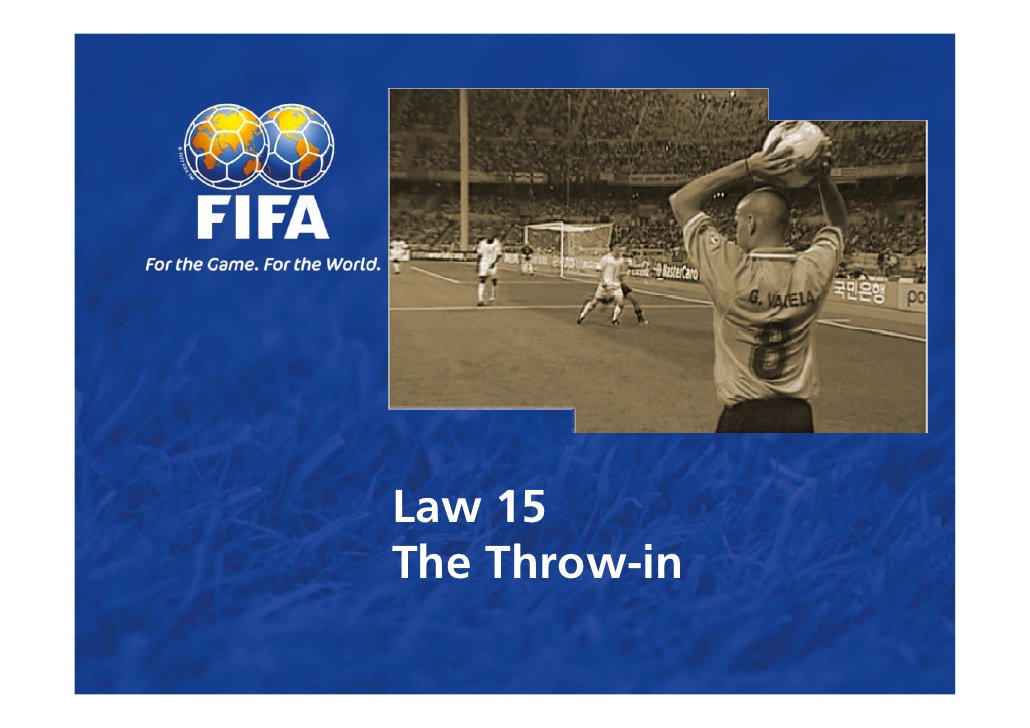 FIFA
For the Game. For the World.
MasterCard
G. VARELA
8
국민은행
Law 15
The Throw-in